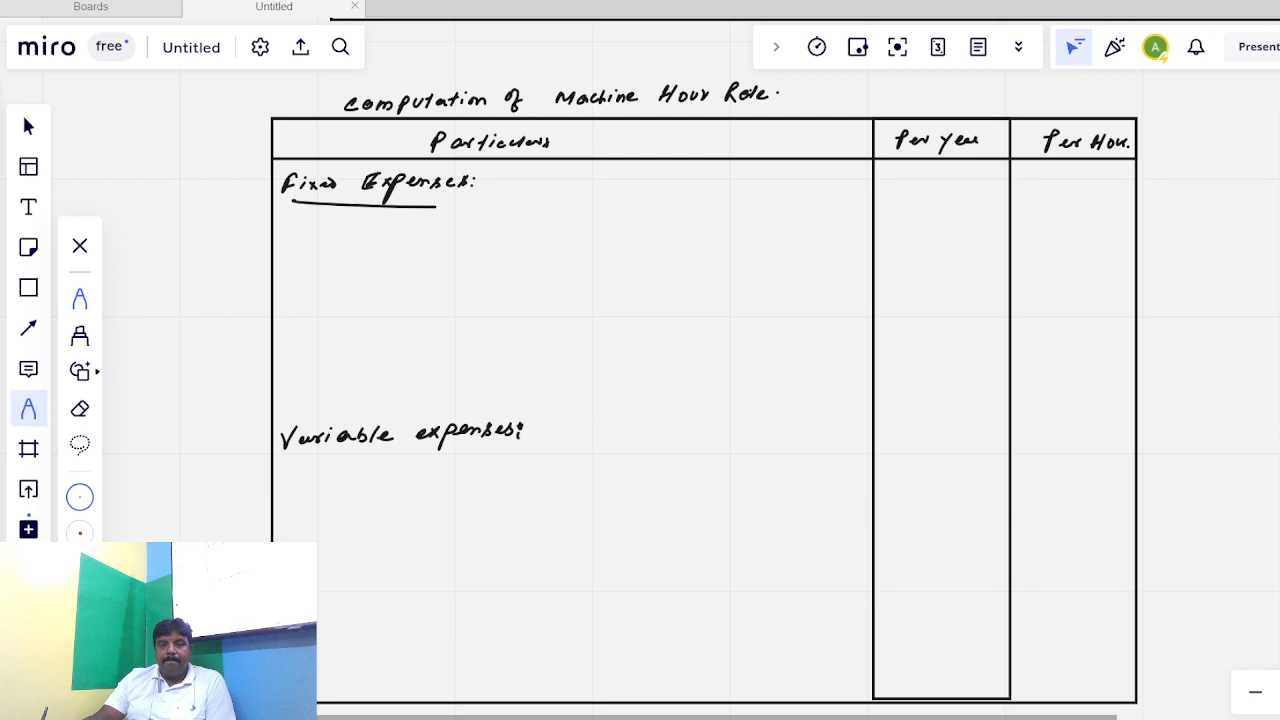 Boards Untitled
miro free Untitled
3
A
Present
Computation of Machine Hour Rate.
Particulars Per Year Per Hour.
Fixed Expenses:
Variable expenses: